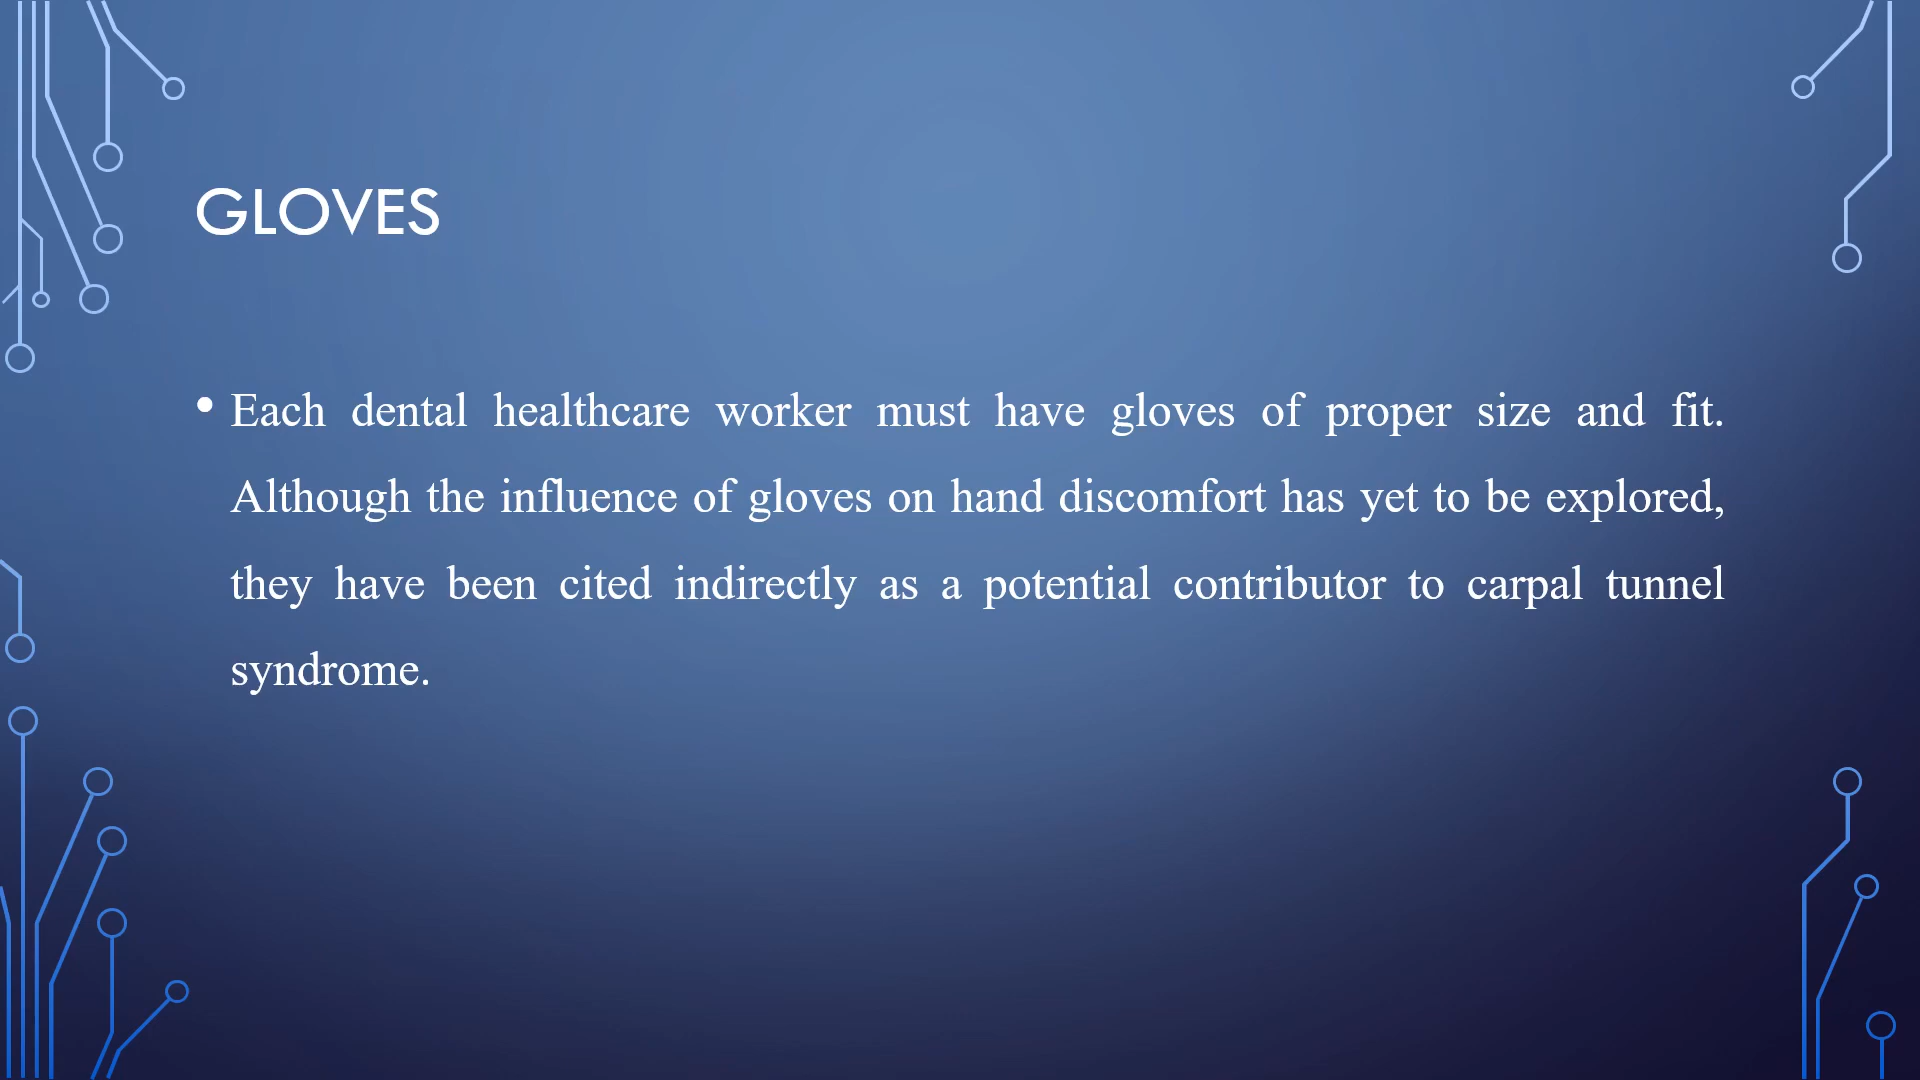 GLOVES
• Each dental healthcare worker must have gloves of proper size and fit.
Although the influence of gloves on hand discomfort has yet to be explored,
they have been cited indirectly as a potential contributor to carpal tunnel
syndrome.